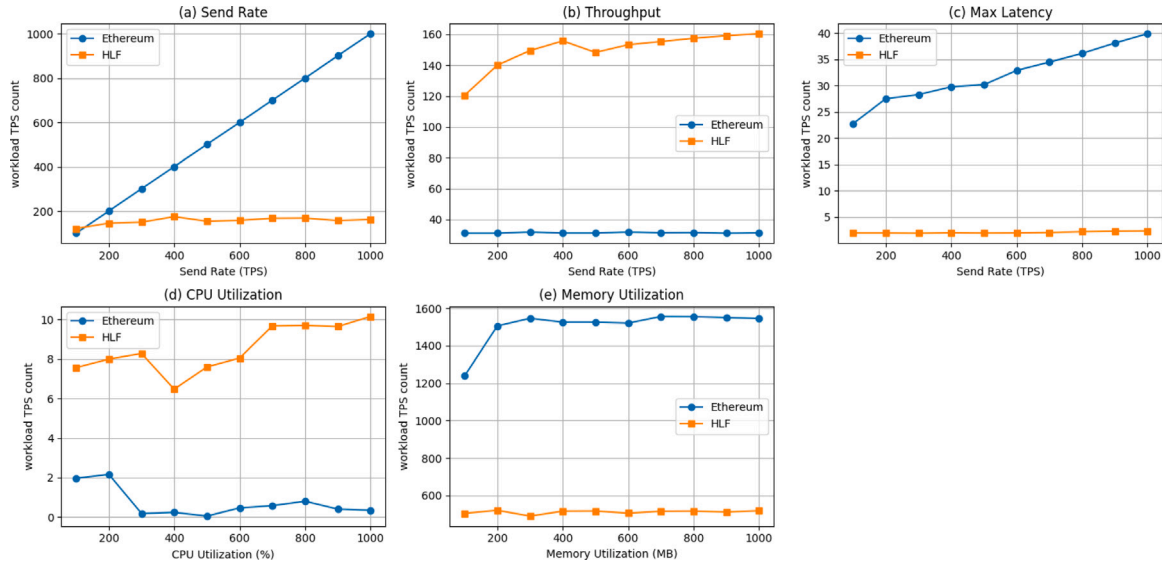 (a) Send Rate
workload TPS count
1000
800
600
400
200
Ethereum
HLF
200 400 600 800 1000
Send Rate (TPS)
(b) Throughput
workload TPS count
160
140
120
100
80
60
40
Ethereum
HLF
200 400 600 800 1000
Send Rate (TPS)
(c) Max Latency
workload TPS count
40
35
30
25
20
15
10
5
Ethereum
HLF
200 400 600 800 1000
Send Rate (TPS)
(d) CPU Utilization
workload TPS count
10
8
6
4
2
0
Ethereum
HLF
200 400 600 800 1000
CPU Utilization (%)
(e) Memory Utilization
workload TPS count
1600
1400
1200
1000
800
600
Ethereum
HLF
200 400 600 800 1000
Memory Utilization (MB)